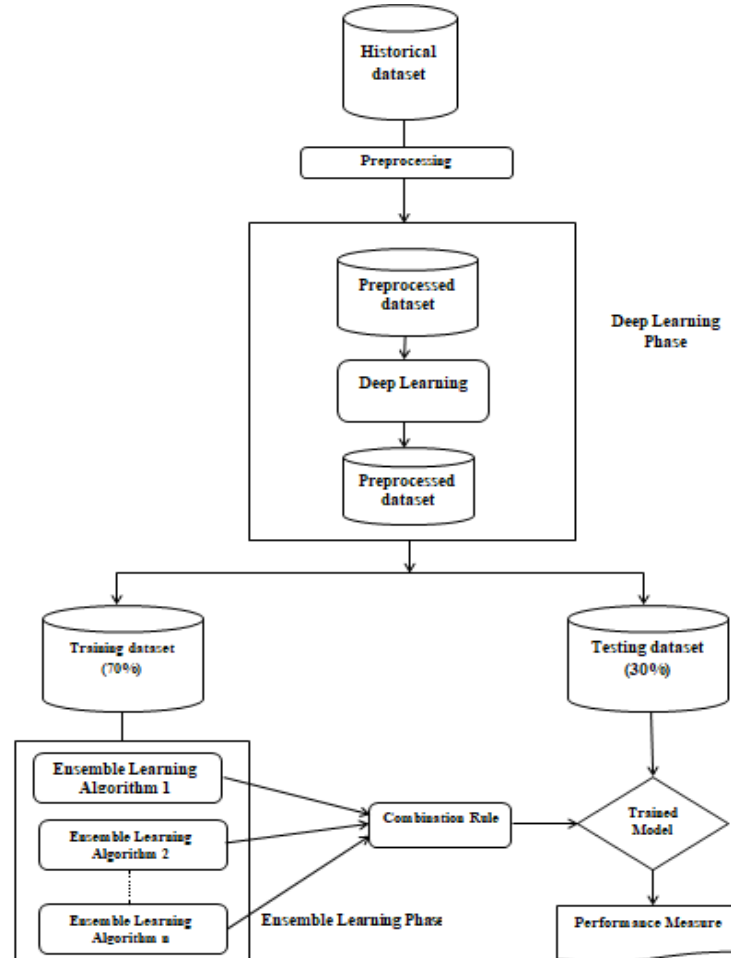 Historical
dataset
Preprocessing
Preprocessed
dataset
Deep Learning
Phase
Deep Learning
Preprocessed
dataset
Training dataset
(70%)
Testing dataset
(30%)
Ensemble Learning
Algorithm 1
Combination Rule
Trained
Model
Ensemble Learning
Algorithm 2
Ensemble Learning
Algorithm n
Ensemble Learning Phase
Performance Measure